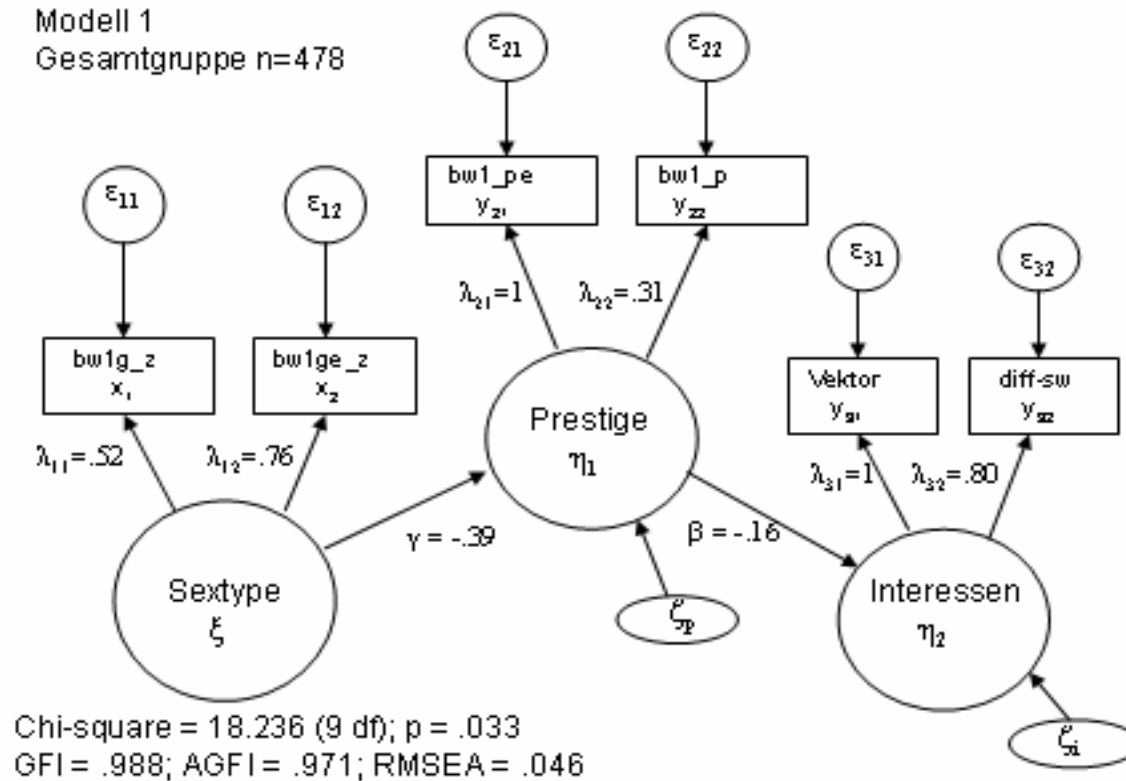 Modell 1
Gesamtgruppe n=478
ε₂₁
ε₂₂
bw1_pe
y₂₁
bw1_p
y₂₂
ε₁₁
ε₁₂
ε₃₁
ε₃₂
λ₂₁=1
λ₂₂=.31
bw1g_z
x₁
bw1ge_z
x₂
Vektor
y₃₁
diff-sw
y₃₂
Prestige
η₁
λ₁₁=.52
λ₁₂=.76
λ₃₁=1
λ₃₂=.80
γ = -.39
β = -.16
Sextype
ξ
Interessen
η₂
ζₚ
ζᵢ
Chi-square = 18.236 (9 df); p = .033
GFI = .988; AGFI = .971; RMSEA = .046